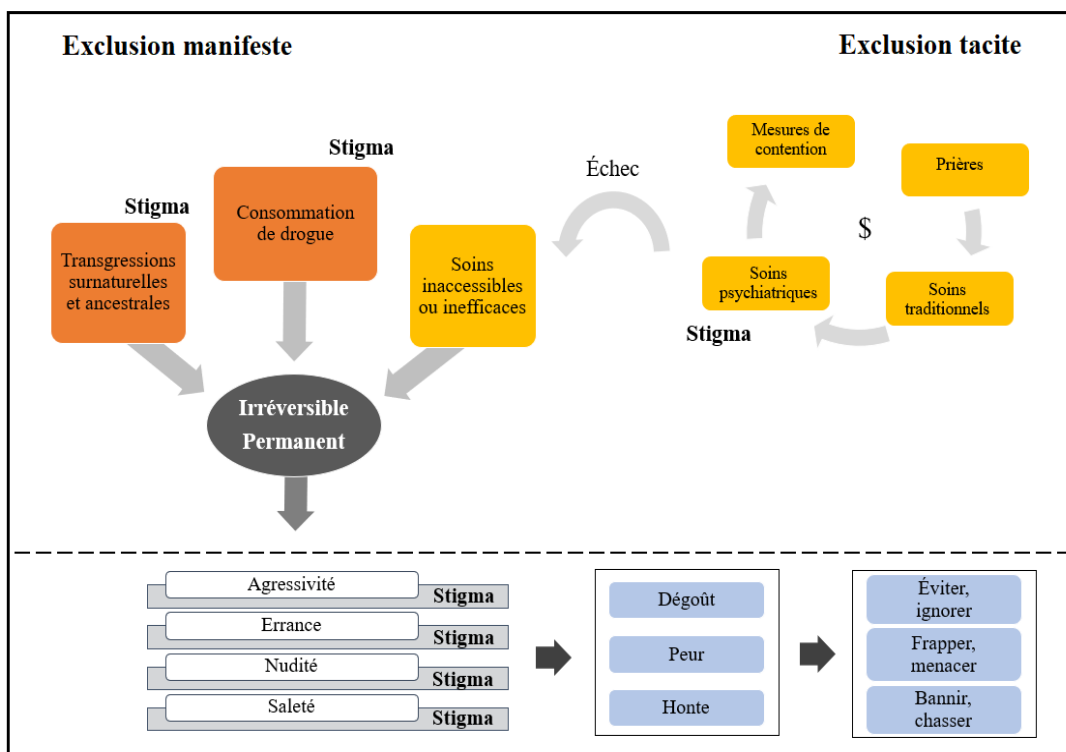 Exclusion manifeste
Exclusion tacite
Stigma
Consommation
de drogue
Stigma
Transgressions
surnaturelles
et ancestrales
Soins
inaccessibles
ou inefficaces
Échec
Mesures de
contention
Prières
$
Soins
psychiatriques
Soins
traditionnels
Stigma
Irréversible
Permanent
Agressivité
Stigma
Errance
Stigma
Nudité
Stigma
Saleté
Stigma
Dégoût
Peur
Honte
Éviter,
ignorer
Frapper,
menacer
Bannir,
chasser